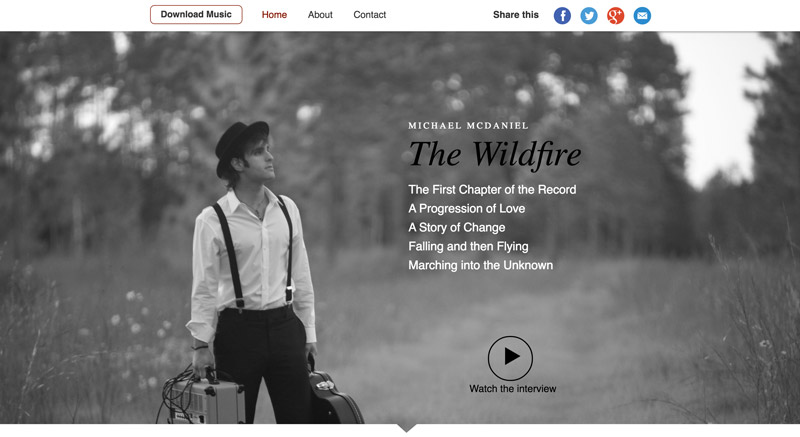 Download Music Home About Contact Share this
MICHAEL MCDANIEL
The Wildfire
The First Chapter of the Record
A Progression of Love
A Story of Change
Falling and then Flying
Marching into the Unknown
Watch the interview